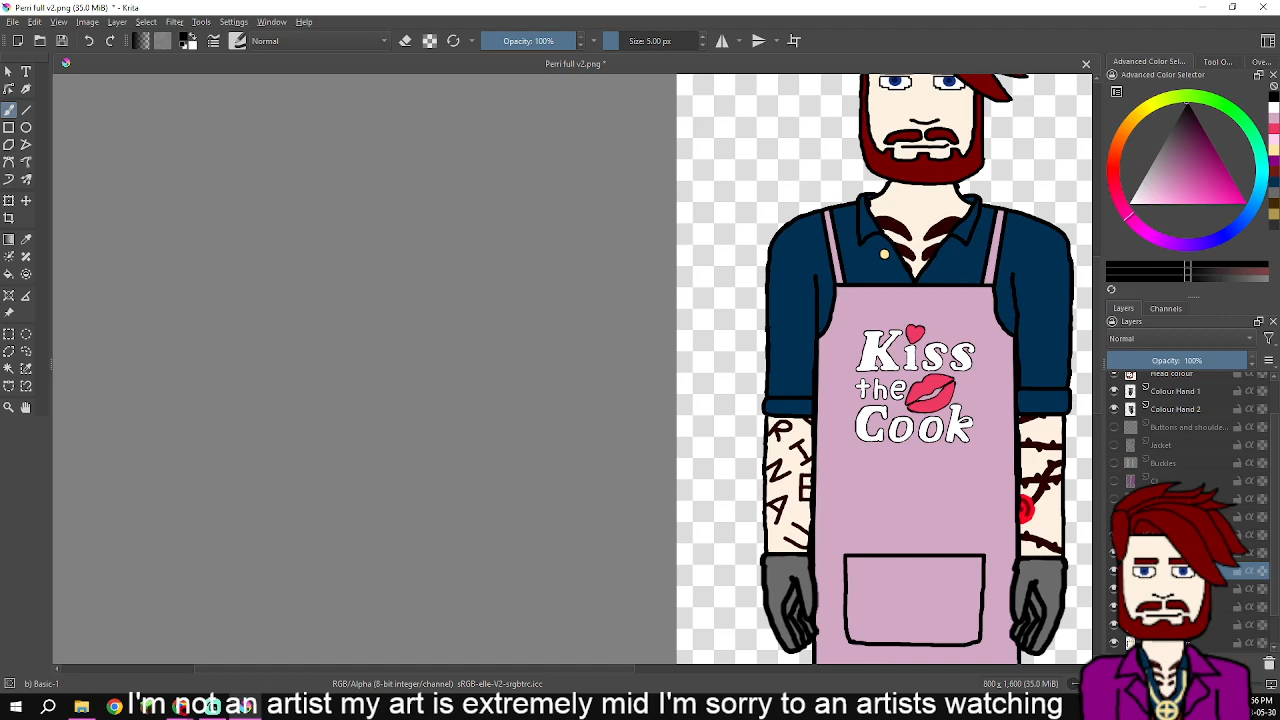 Perri full v2.png (35.0 MiB) * - Krita
File Edit View Image Layer Select Filter Tools Settings Window Help
Normal
Opacity: 100%
Size: 5.00 px
Perri full v2.png *
Advanced Color Sel... Tool O... Ove...
Advanced Color Selector
Kiss
the
Cook
Layers Channels
Layers
Normal
Opacity: 100%
Head colour
Colour Hand 1
Colour Hand 2
Buttons and shoulde...
Jacket
Buckles
b) Basic-1
RGB/Alpha (8-bit integer/channel) sRGB-elle-V2-srgbtrc.icc
800 x 1,600 (35.0 MiB)
I'm not an artist my art is extremely mid I'm sorry to an artists watching